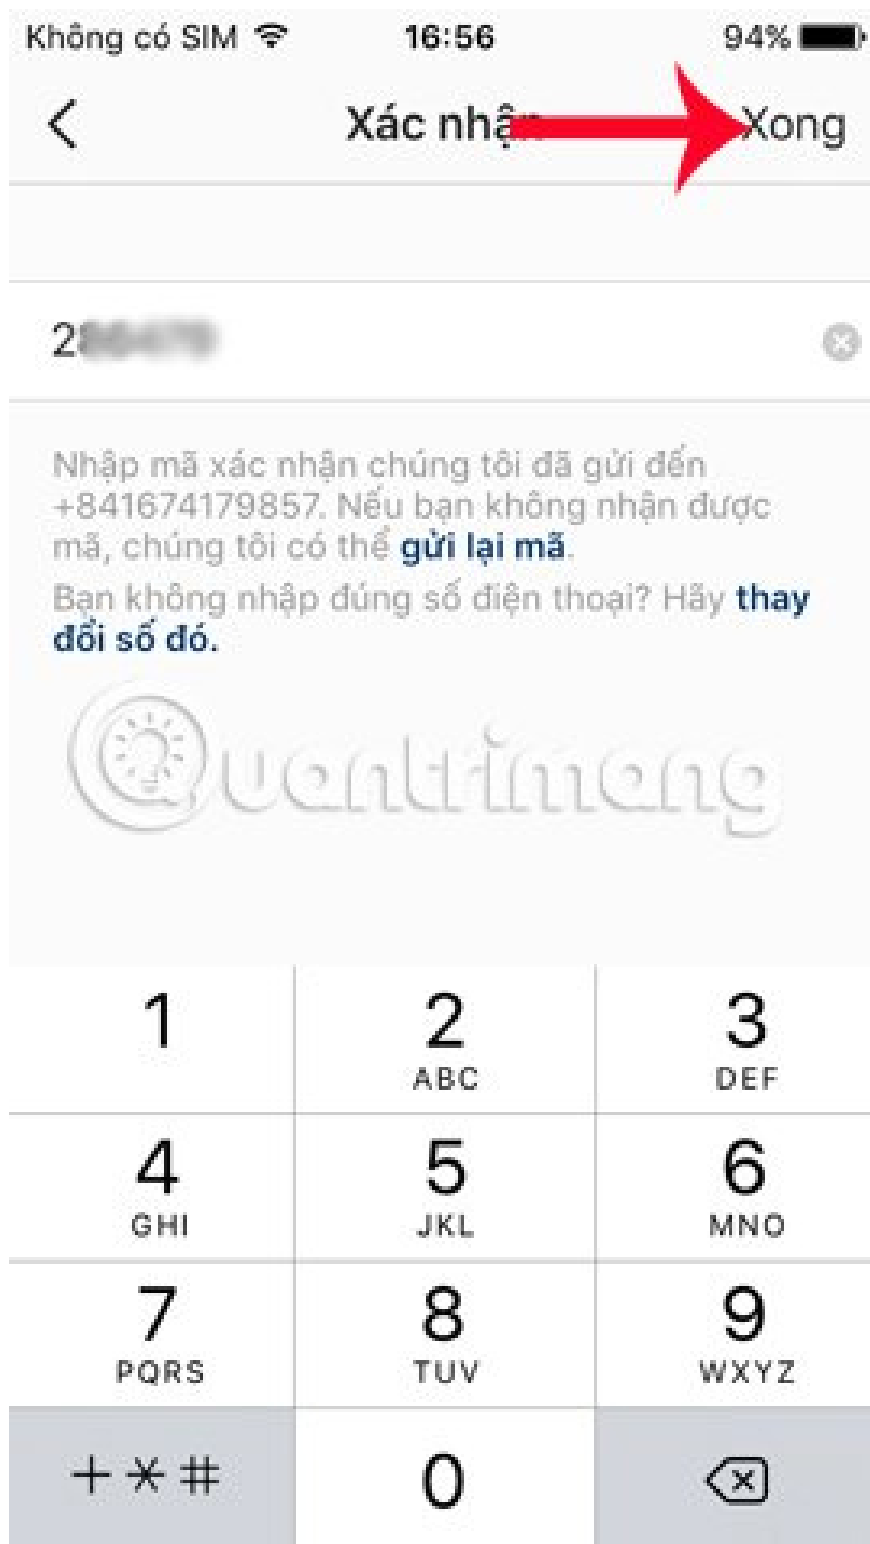 Không có SIM 16:56 94%
Xác nhận Xong
2
Nhập mã xác nhận chúng tôi đã gửi đến
+841674179857. Nếu bạn không nhận được
mã, chúng tôi có thể gửi lại mã.
Bạn không nhập đúng số điện thoại? Hãy thay
đổi số đó.
Quantrimang
1 2 3
ABC DEF
4 5 6
GHI JKL MNO
7 8 9
PQRS TUV WXYZ
+*# 0